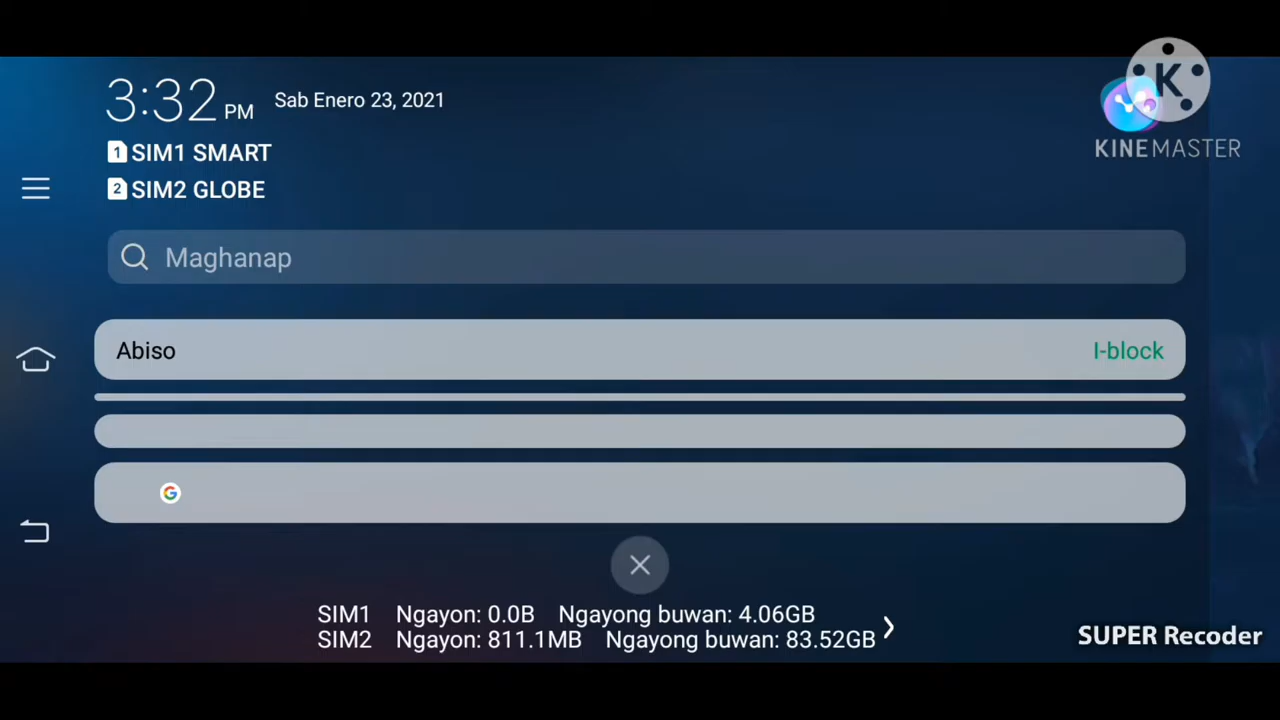 3:32 PM Sab Enero 23, 2021
K
KINEMASTER
1 SIM1 SMART
2 SIM2 GLOBE
Maghanap
Abiso I-block
G
SIM1 Ngayon: 0.0B Ngayong buwan: 4.06GB
SIM2 Ngayon: 811.1MB Ngayong buwan: 83.52GB
SUPER Recoder